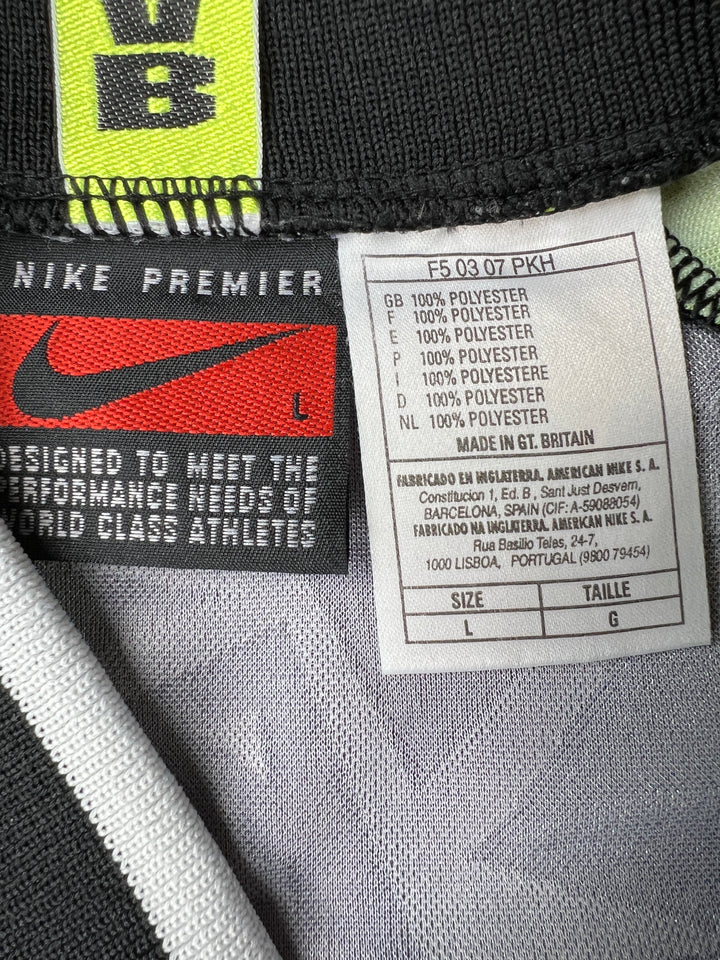 V
B
NIKE PREMIER
L
DESIGNED TO MEET THE
PERFORMANCE NEEDS OF
WORLD CLASS ATHLETES
F5 03 07 PKH
GB 100% POLYESTER
F 100% POLYESTER
E 100% POLYESTER
P 100% POLYESTER
I 100% POLYESTERE
D 100% POLYESTER
NL 100% POLYESTER
MADE IN GT. BRITAIN
FABRICADO EN INGLATERRA. AMERICAN NIKE S. A.
Constitucion 1, Ed. B , Sant Just Desvern,
BARCELONA, SPAIN (CIF: A-59088054)
FABRICADO NA INGLATERRA. AMERICAN NIKE S. A.
Rua Basilio Teles, 24-7,
1000 LISBOA, PORTUGAL (9800 79454)
SIZE TAILLE
L G